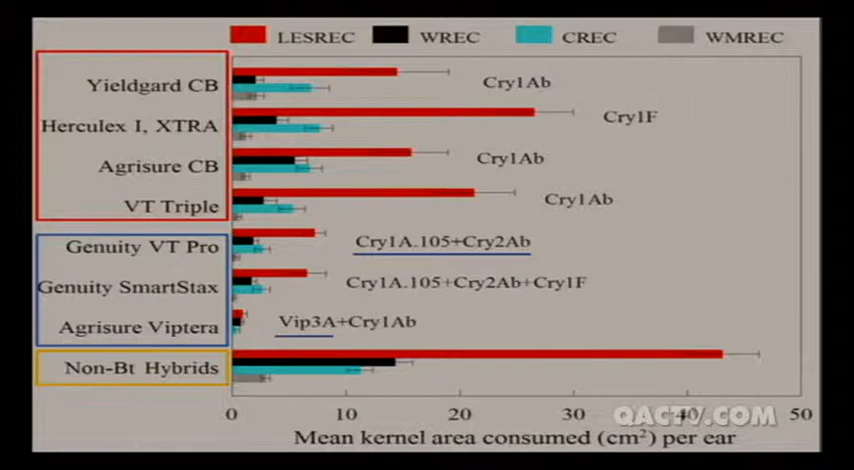 LESREC WREC CREC WMREC
Yieldgard CB Cry1Ab
Herculex I, XTRA Cry1F
Agrisure CB Cry1Ab
VT Triple Cry1Ab
Genuity VT Pro Cry1A.105+Cry2Ab
Genuity SmartStax Cry1A.105+Cry2Ab+Cry1F
Agrisure Viptera Vip3A+Cry1Ab
Non-Bt Hybrids
0 10 20 30 40 50
QACTV.COM
Mean kernel area consumed (cm²) per ear